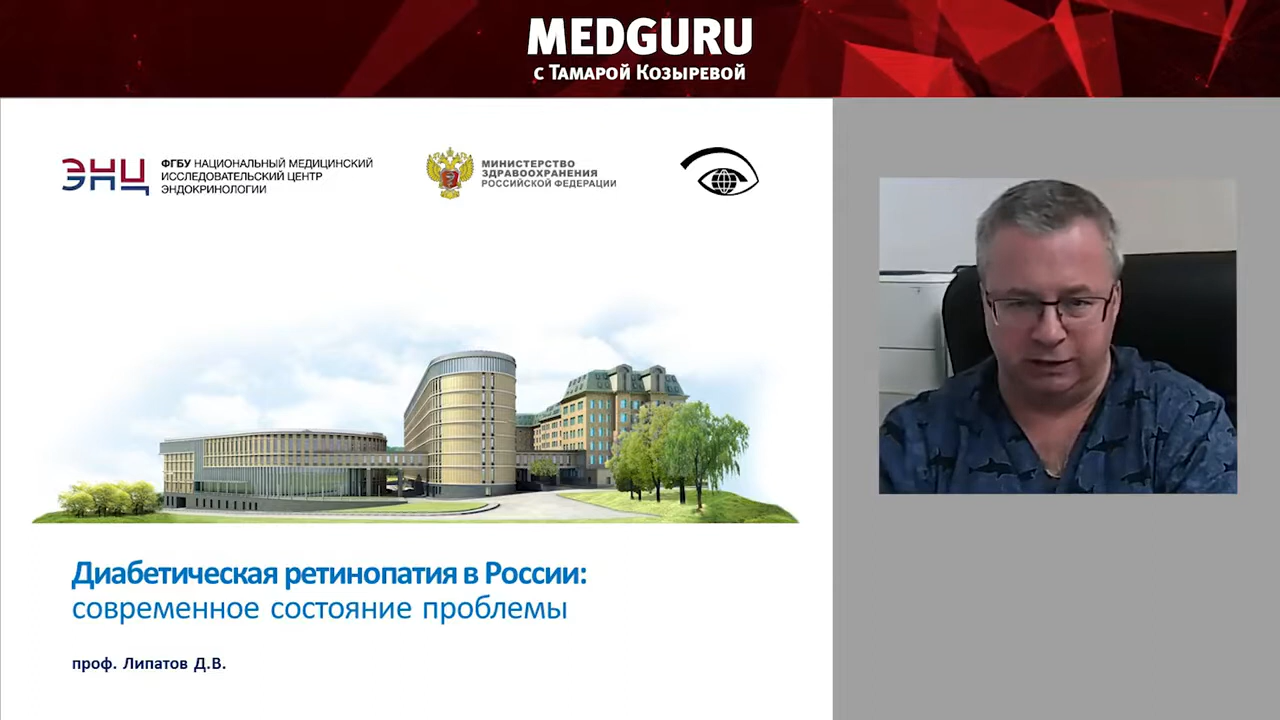 MEDGURU
с Тамарой Козыревой
ЭНЦ
ФГБУ НАЦИОНАЛЬНЫЙ МЕДИЦИНСКИЙ
ИССЛЕДОВАТЕЛЬСКИЙ ЦЕНТР
ЭНДОКРИНОЛОГИИ
МИНИСТЕРСТВО
ЗДРАВООХРАНЕНИЯ
РОССИЙСКОЙ ФЕДЕРАЦИИ
Диабетическая ретинопатия в России:
современное состояние проблемы
проф. Липатов Д.В.